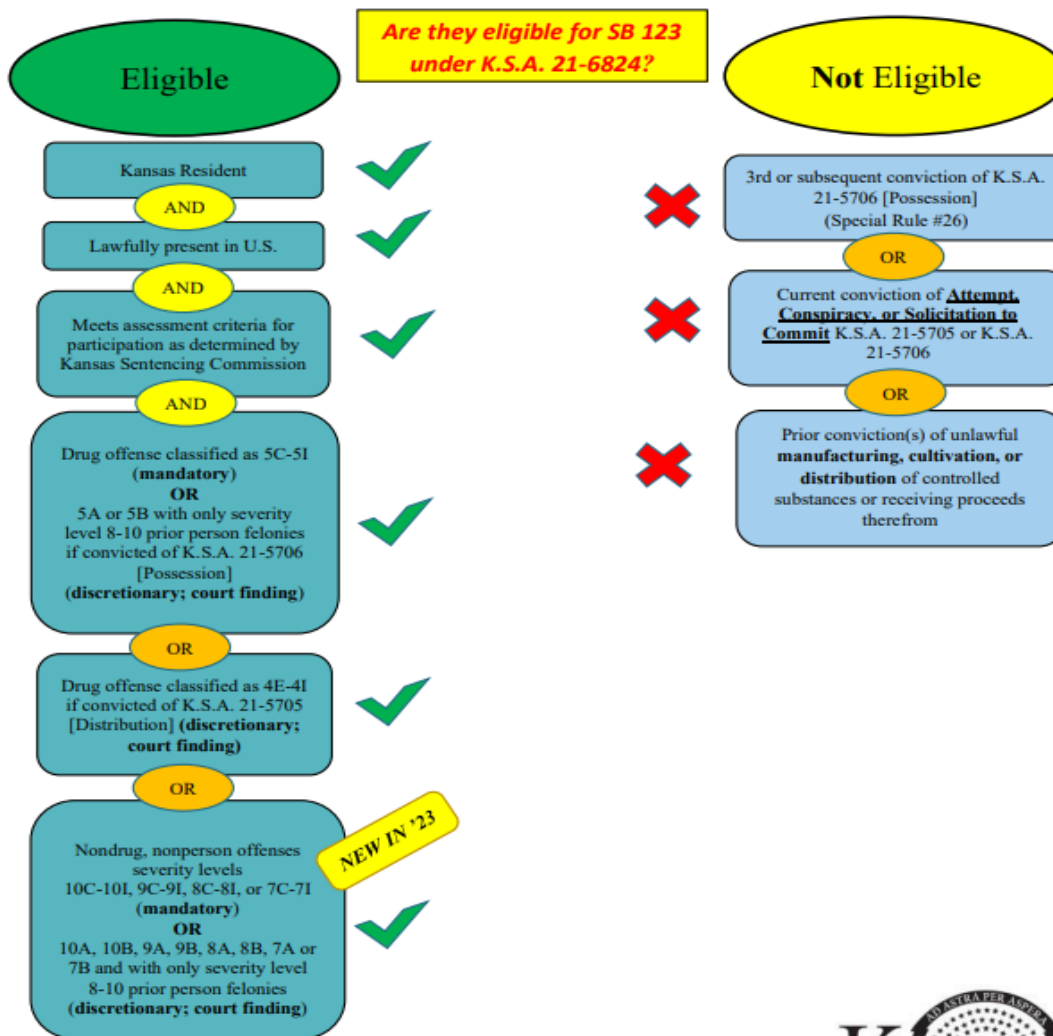 Are they eligible for SB 123
under K.S.A. 21-6824?
Eligible
Kansas Resident
AND
Lawfully present in U.S.
AND
Meets assessment criteria for
participation as determined by
Kansas Sentencing Commission
AND
Drug offense classified as 5C-5I
(mandatory)
OR
5A or 5B with only severity
level 8-10 prior person felonies
if convicted of K.S.A. 21-5706
[Possession]
(discretionary; court finding)
OR
Drug offense classified as 4E-4I
if convicted of K.S.A. 21-5705
[Distribution] (discretionary;
court finding)
OR
NEW IN '23
Nondrug, nonperson offenses
severity levels
10C-10I, 9C-9I, 8C-8I, or 7C-7I
(mandatory)
OR
10A, 10B, 9A, 9B, 8A, 8B, 7A or
7B and with only severity level
8-10 prior person felonies
(discretionary; court finding)
Not Eligible
3rd or subsequent conviction of K.S.A.
21-5706 [Possession]
(Special Rule #26)
OR
Current conviction of Attempt,
Conspiracy, or Solicitation to
Commit K.S.A. 21-5705 or K.S.A.
21-5706
OR
Prior conviction(s) of unlawful
manufacturing, cultivation, or
distribution of controlled
substances or receiving proceeds
therefrom
AD ASTRA PER ASPERA